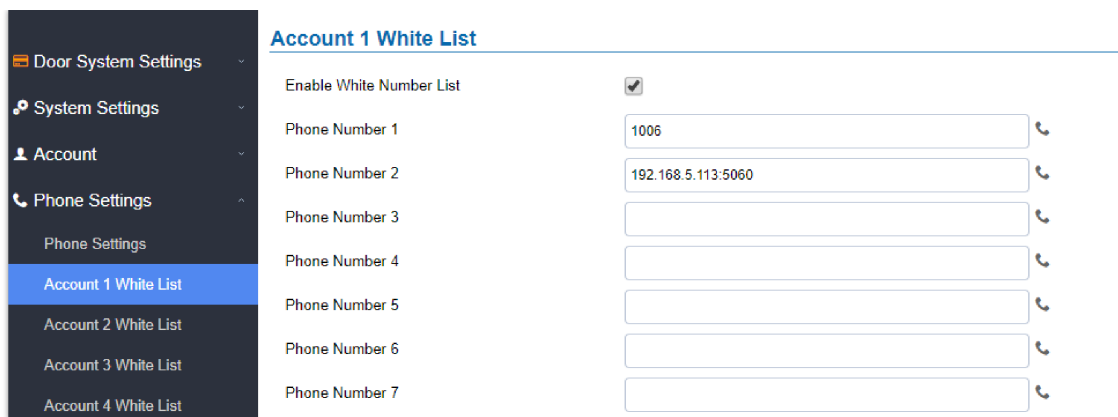 Door System Settings
System Settings
Account
Phone Settings
Phone Settings
Account 1 White List
Account 2 White List
Account 3 White List
Account 4 White List
Account 1 White List
Enable White Number List
Phone Number 1 1006
Phone Number 2 192.168.5.113:5060
Phone Number 3
Phone Number 4
Phone Number 5
Phone Number 6
Phone Number 7